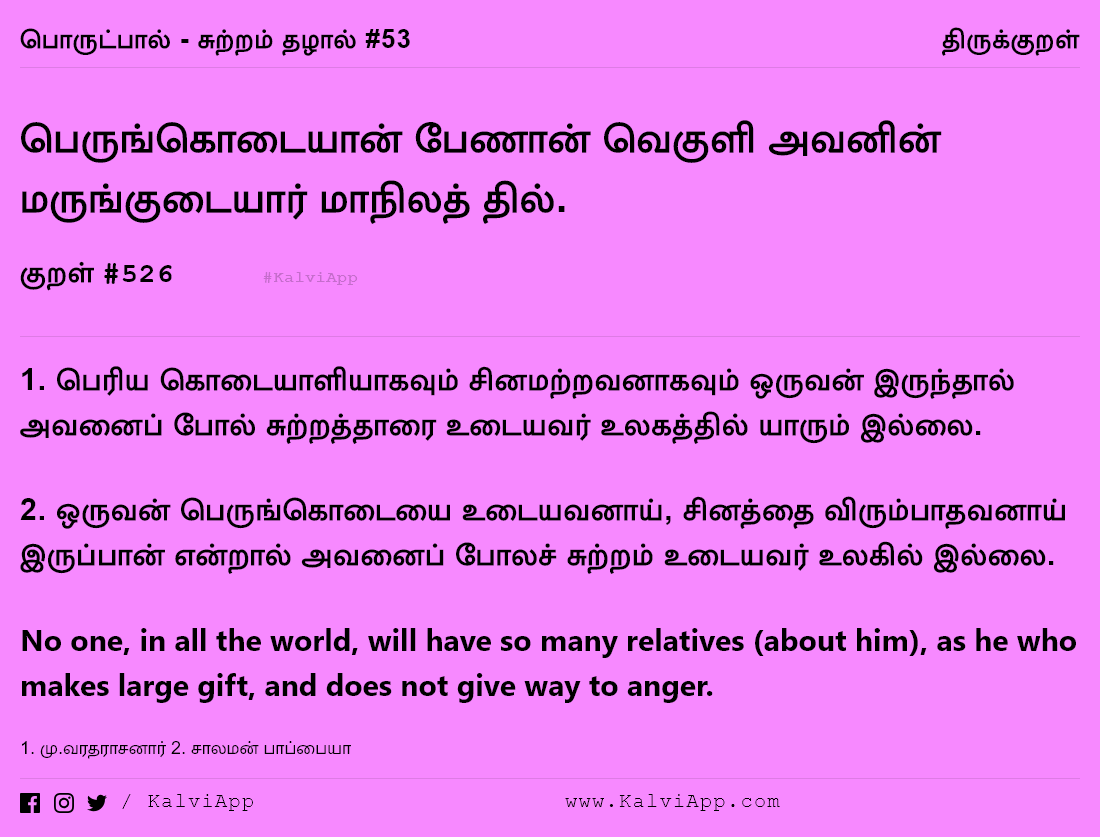 பொருட்பால் - சுற்றம் தழால் #53 திருக்குறள்
பெருங்கொடையான் பேணான் வெகுளி அவனின்
மருங்குடையார் மாநிலத் தில்.
குறள் #526 #KalviApp
1. பெரிய கொடையாளியாகவும் சினமற்றவனாகவும் ஒருவன் இருந்தால்
அவனைப் போல் சுற்றத்தாரை உடையவர் உலகத்தில் யாரும் இல்லை.
2. ஒருவன் பெருங்கொடையை உடையவனாய், சினத்தை விரும்பாதவனாய்
இருப்பான் என்றால் அவனைப் போலச் சுற்றம் உடையவர் உலகில் இல்லை.
No one, in all the world, will have so many relatives (about him), as he who
makes large gift, and does not give way to anger.
1. மு.வரதராசனார் 2. சாலமன் பாப்பையா
/ KalviApp www.KalviApp.com